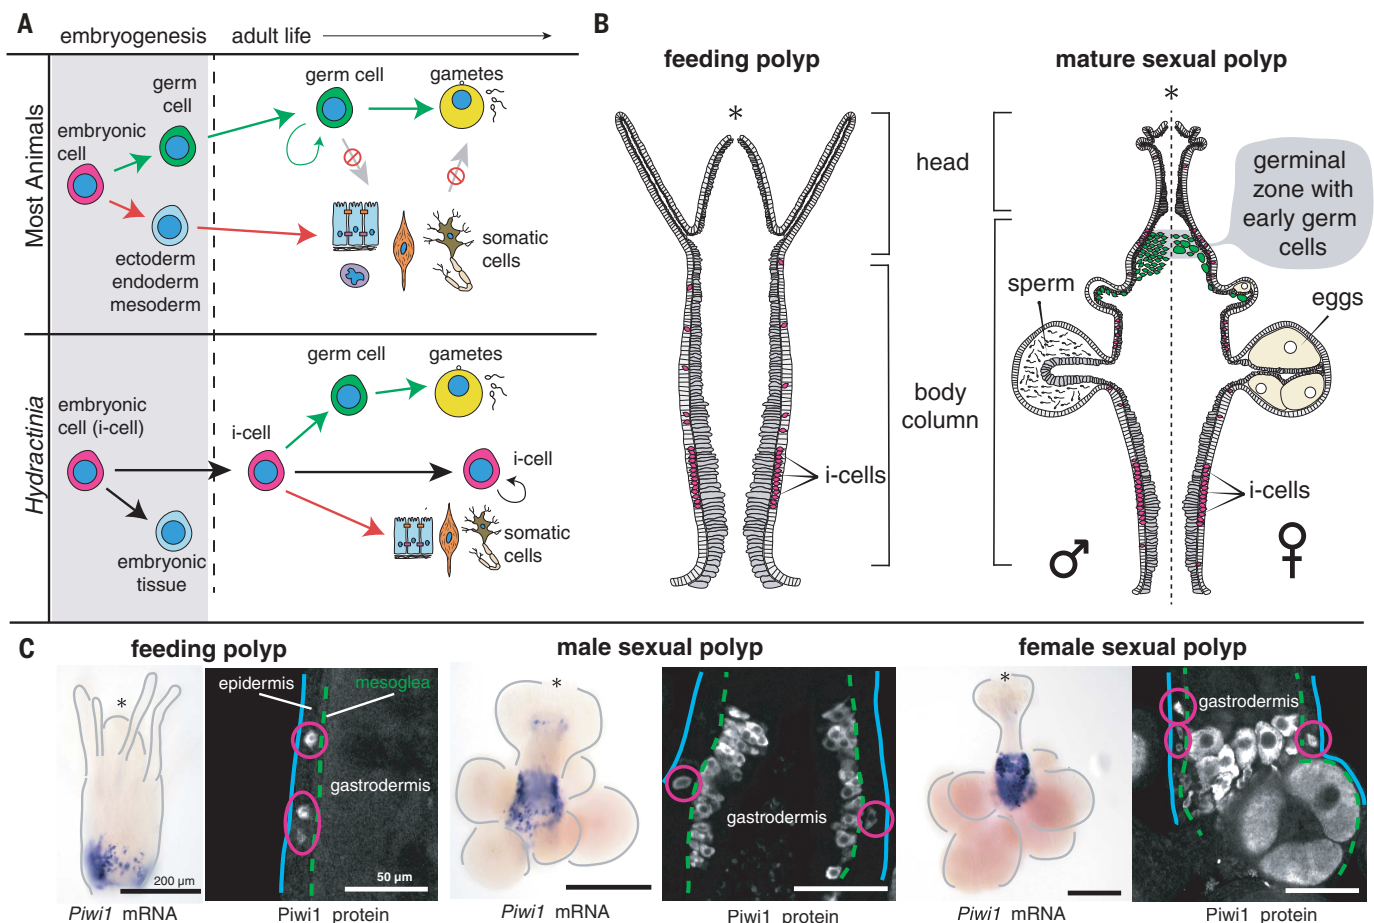 A
embryogenesis
adult life
Most Animals
embryonic
cell
germ
cell
ectoderm
endoderm
mesoderm
germ cell
gametes
somatic
cells
Hydractinia
embryonic
cell (i-cell)
embryonic
tissue
i-cell
germ cell
gametes
i-cell
somatic
cells
B
feeding polyp
*
head
body
column
i-cells
mature sexual polyp
*
germinal
zone with
early germ
cells
sperm
eggs
i-cells
♂
♀
C
feeding polyp
*
200 µm
Piwi1 mRNA
epidermis
mesoglea
gastrodermis
50 µm
Piwi1 protein
male sexual polyp
*
Piwi1 mRNA
gastrodermis
Piwi1 protein
female sexual polyp
*
Piwi1 mRNA
gastrodermis
Piwi1 protein